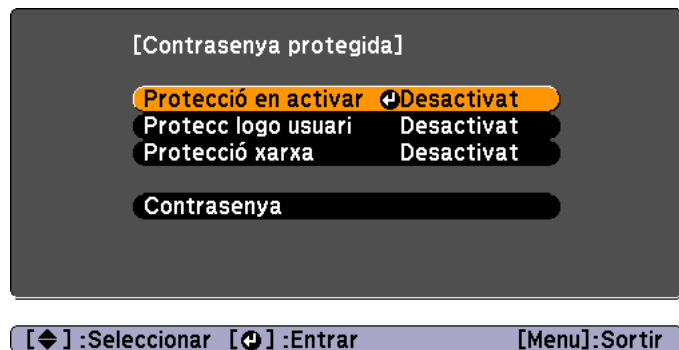 [Contrasenya protegida]
Protecció en activar Desactivat
Protecc logo usuari Desactivat
Protecció xarxa Desactivat
Contrasenya
[ ] :Seleccionar [ ] :Entrar [Menu]:Sortir